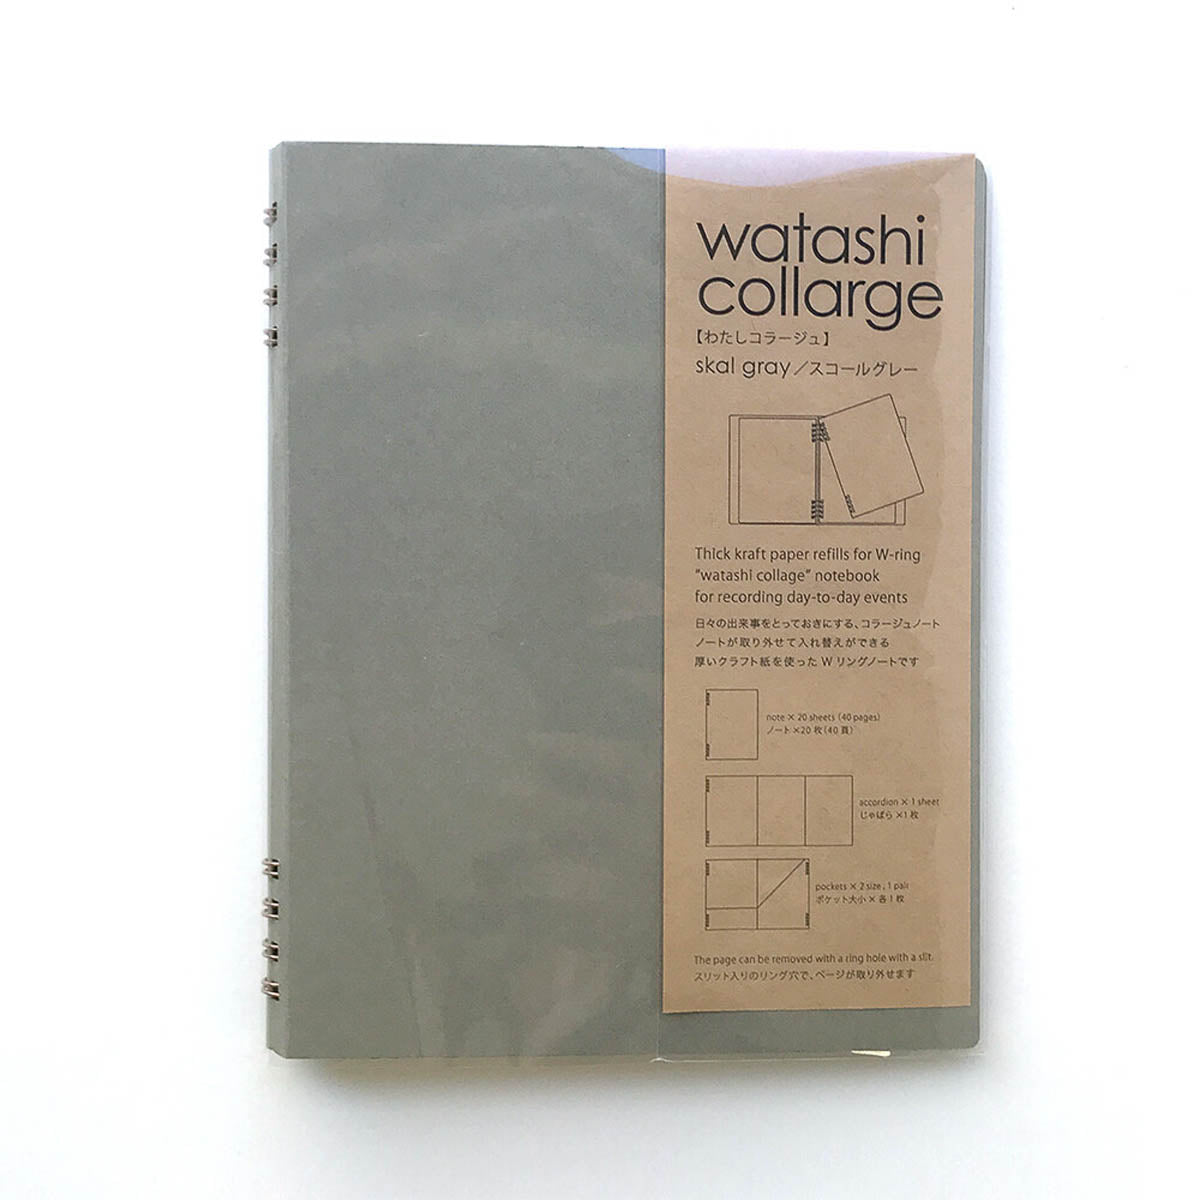 watashi
collarge
【わたしコラージュ】
skal gray／スコールグレー
Thick kraft paper refills for W-ring
"watashi collage" notebook
for recording day-to-day events
日々の出来事をとっておきにする、コラージュノート
ノートが取り外せて入れ替えができる
厚いクラフト紙を使った W リングノートです
note × 20 sheets (40 pages)
ノート ×20 枚（40 頁）
accordion × 1 sheet
じゃばら ×1 枚
pockets × 2 size , 1 pair
ポケット大小 × 各 1 枚
The page can be removed with a ring hole with a slit.
スリット入りのリング穴で、ページが取り外せます